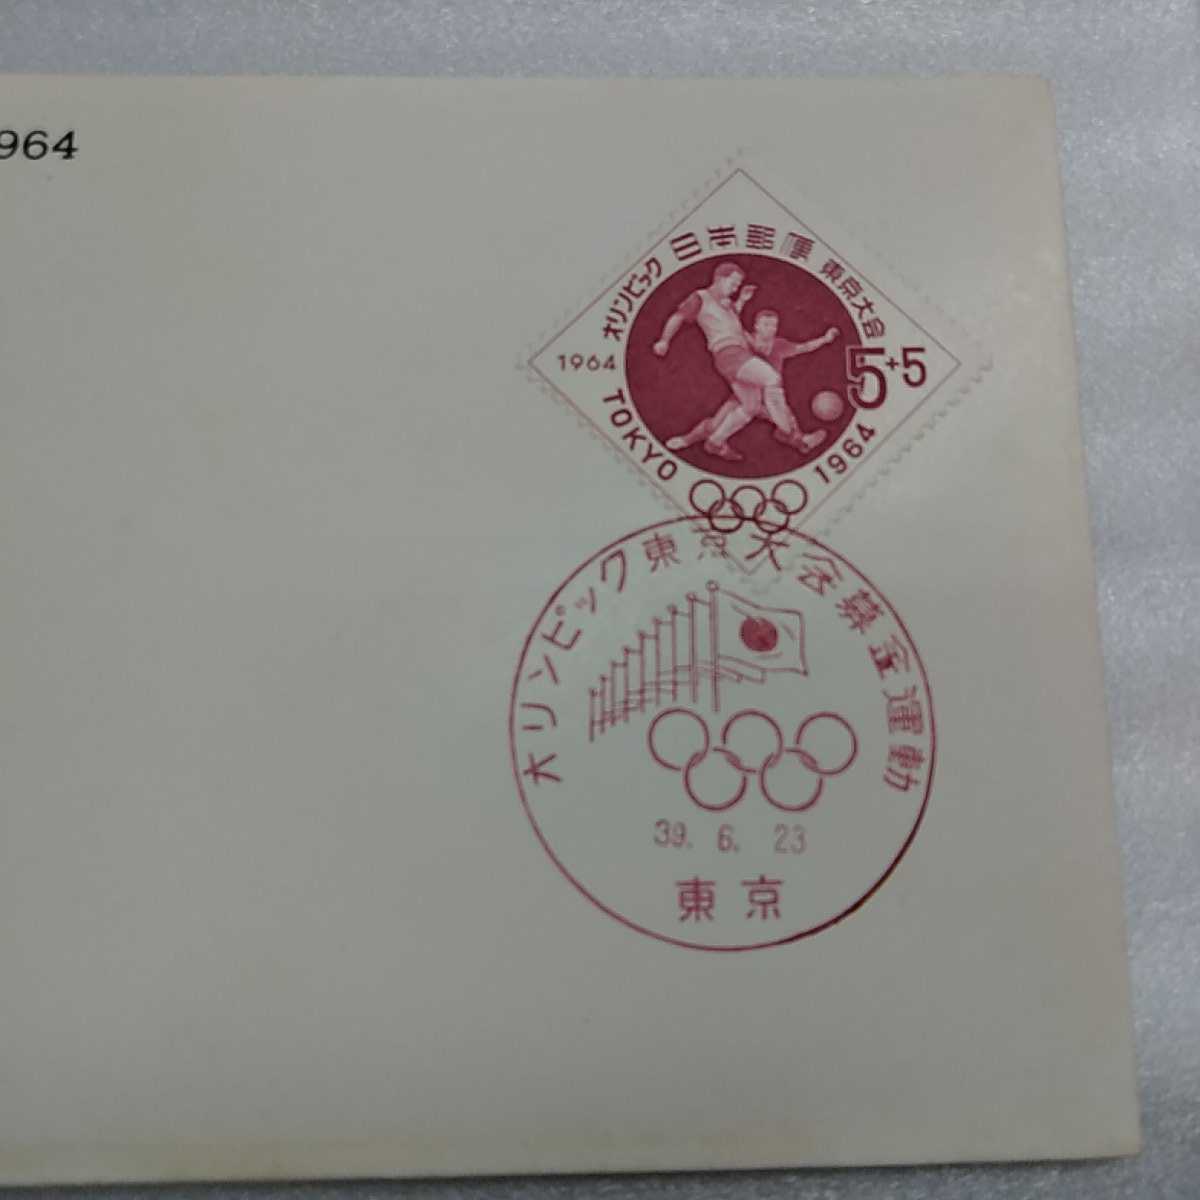 964
日本郵便
オリンピック 東京大会
1964
5+5
TOKYO 1964
オリンピック東京大会募金運動
39. 6. 23
東京